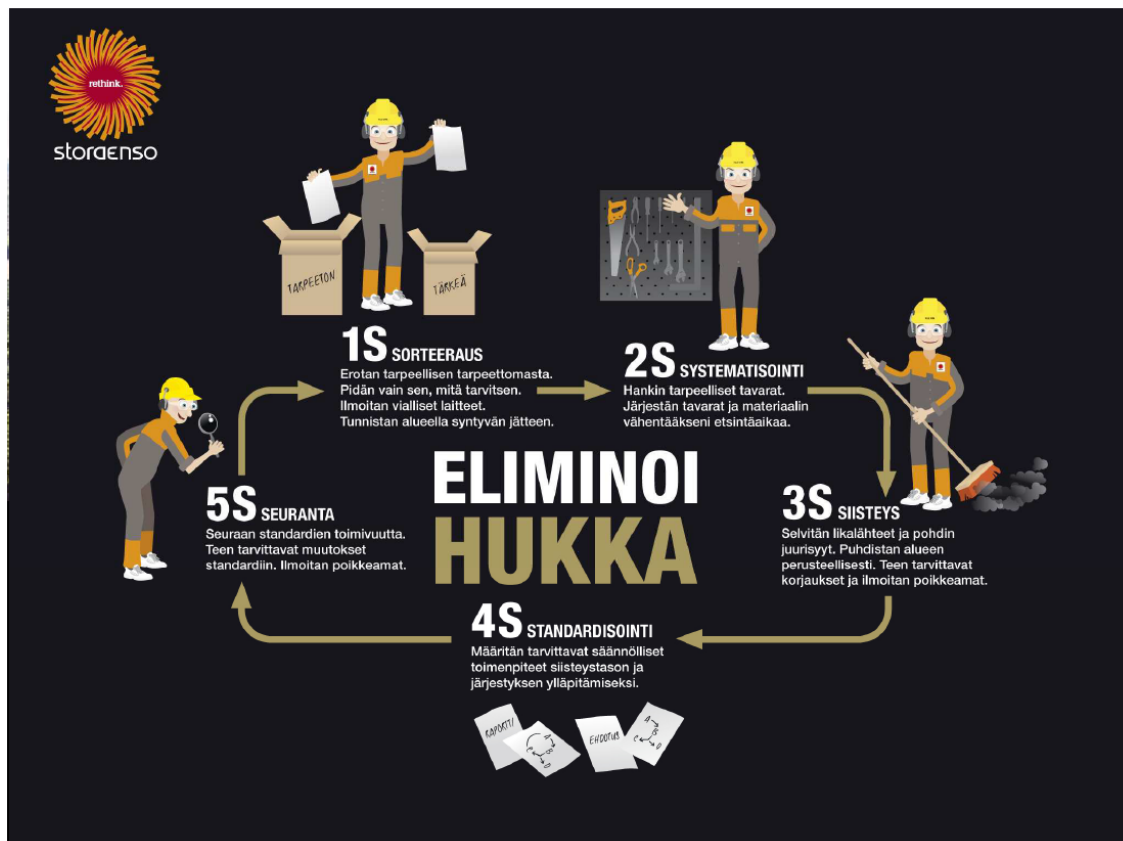 rethink.
storaenso
TARPEETON
TÄRKEÄ
1S SORTEERAUS
Erotan tarpeellisen tarpeettomasta.
Pidän vain sen, mitä tarvitsen.
Ilmoitan vialliset laitteet.
Tunnistan alueella syntyvän jätteen.
2S SYSTEMATISOINTI
Hankin tarpeelliset tavarat.
Järjestän tavarat ja materiaalin
vähentääkseni etsintäaikaa.
3S SIISTEYS
Selvitän likalähteet ja pohdin
juurisyyt. Puhdistan alueen
perusteellisesti. Teen tarvittavat
korjaukset ja ilmoitan poikkeamat.
4S STANDARDISOINTI
Määritän tarvittavat säännölliset
toimenpiteet siisteystason ja
järjestyksen ylläpitämiseksi.
RAPORTTI
A
B
C
D
EHDOTUS
A
B
C
D
5S SEURANTA
Seuraan standardien toimivuutta.
Teen tarvittavat muutokset
standardiin. Ilmoitan poikkeamat.
ELIMINOI
HUKKA